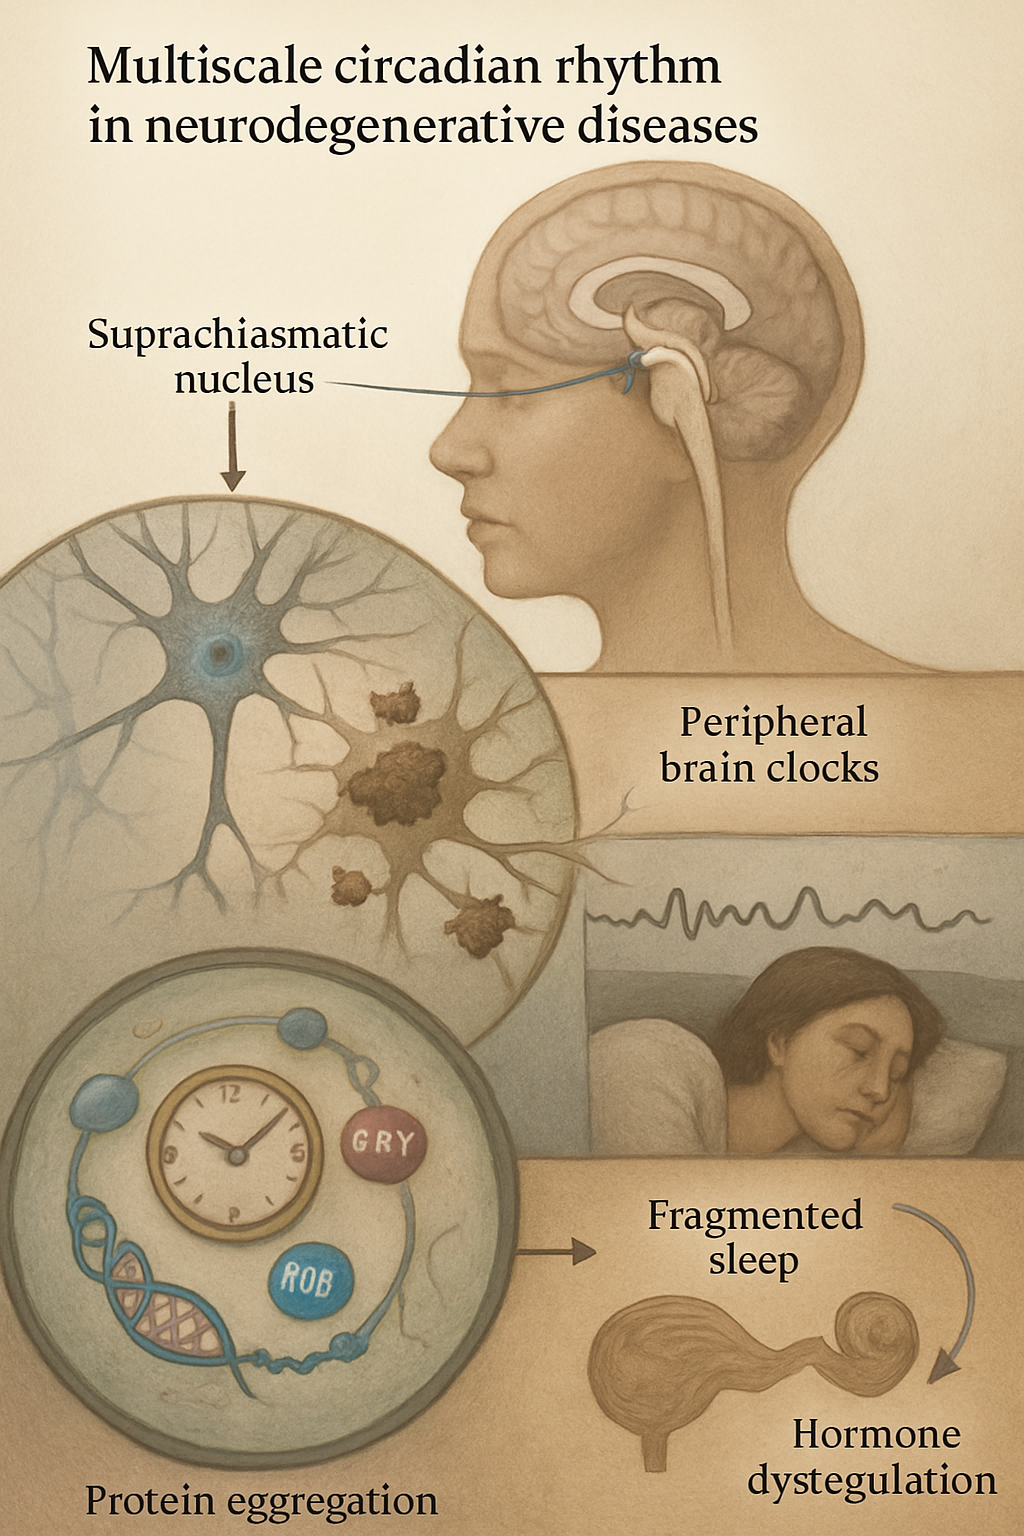 Multiscale circadian rhythm
in neurodegenerative diseases
Suprachiasmatic
nucleus
Peripheral
brain clocks
12
5
GRY
ROB
Fragmented
sleep
Hormone
dystegulation
Protein eggregation